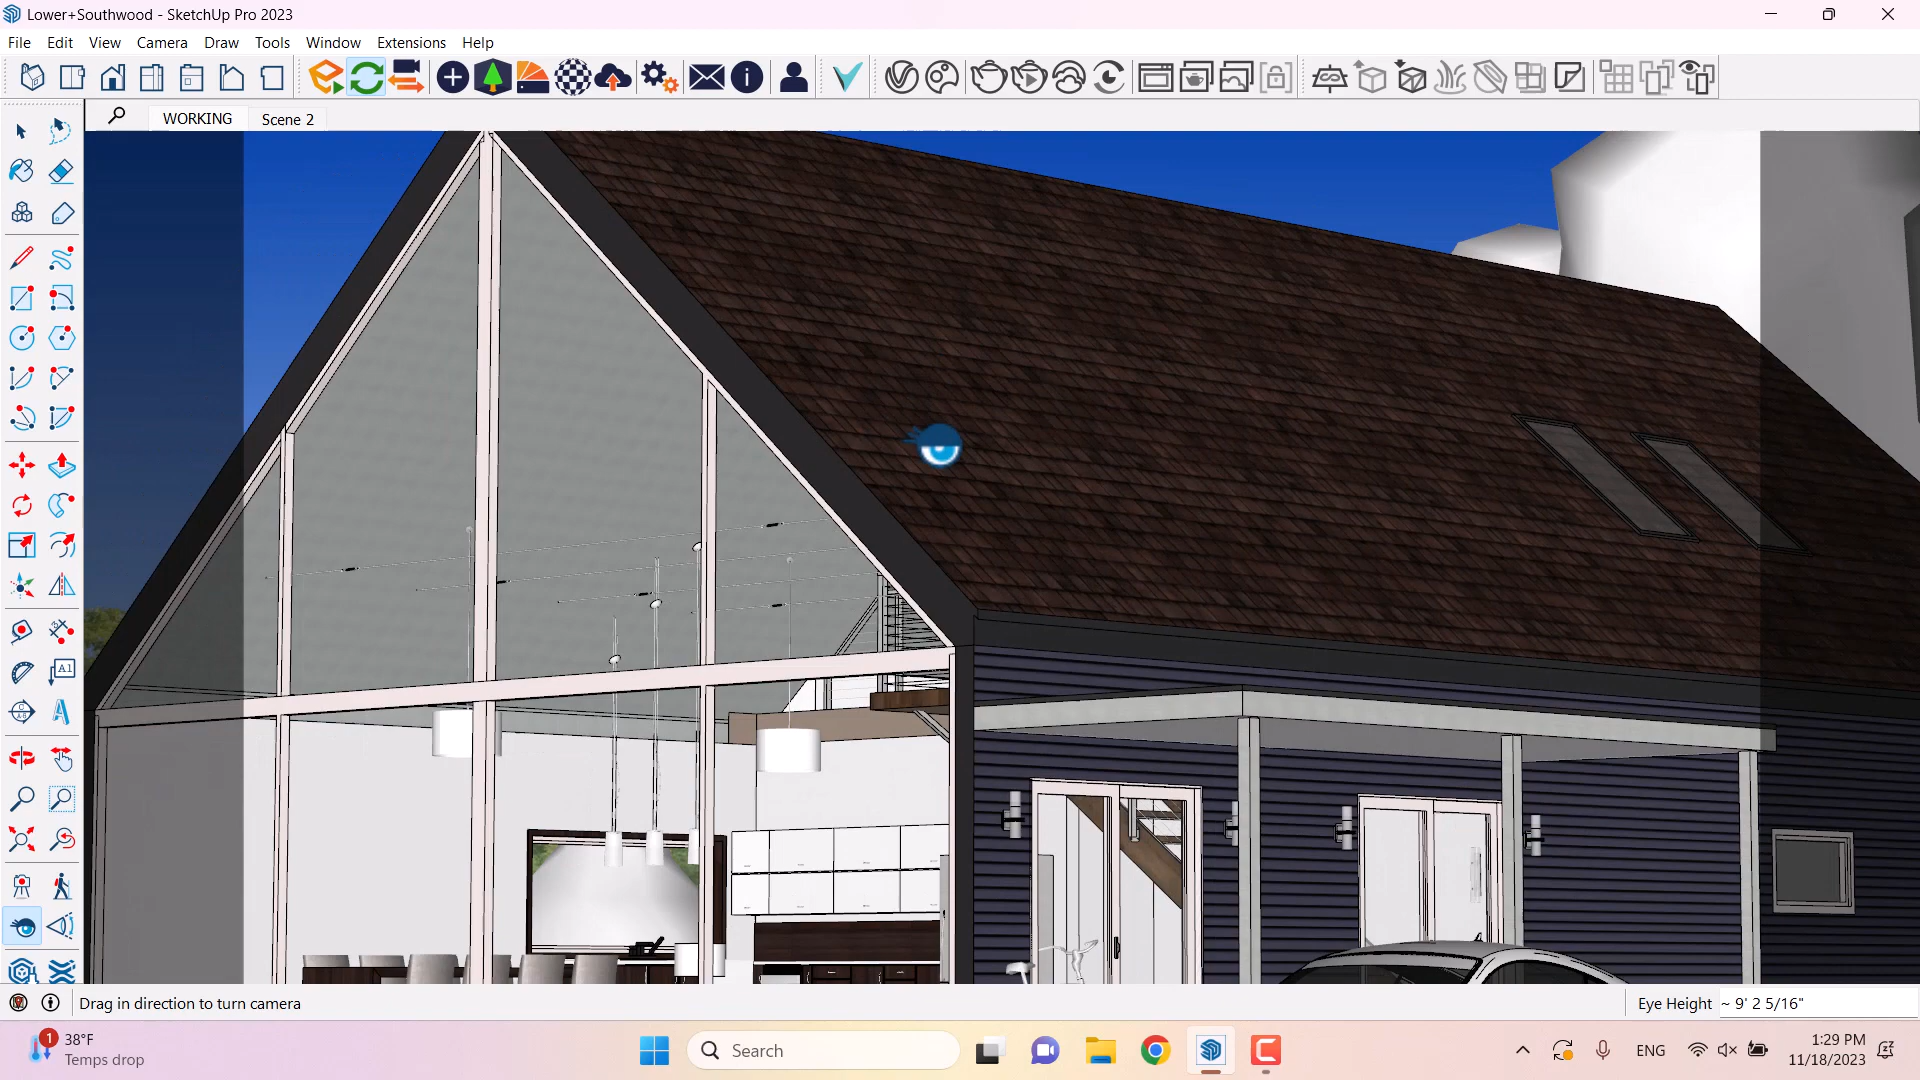 Lower+Southwood - SketchUp Pro 2023
File Edit View Camera Draw Tools Window Extensions Help
WORKING Scene 2
A1
Drag in direction to turn camera
Eye Height ~ 9' 2 5/16"
1
38°F
Temps drop
Search
ENG
1:29 PM
11/18/2023